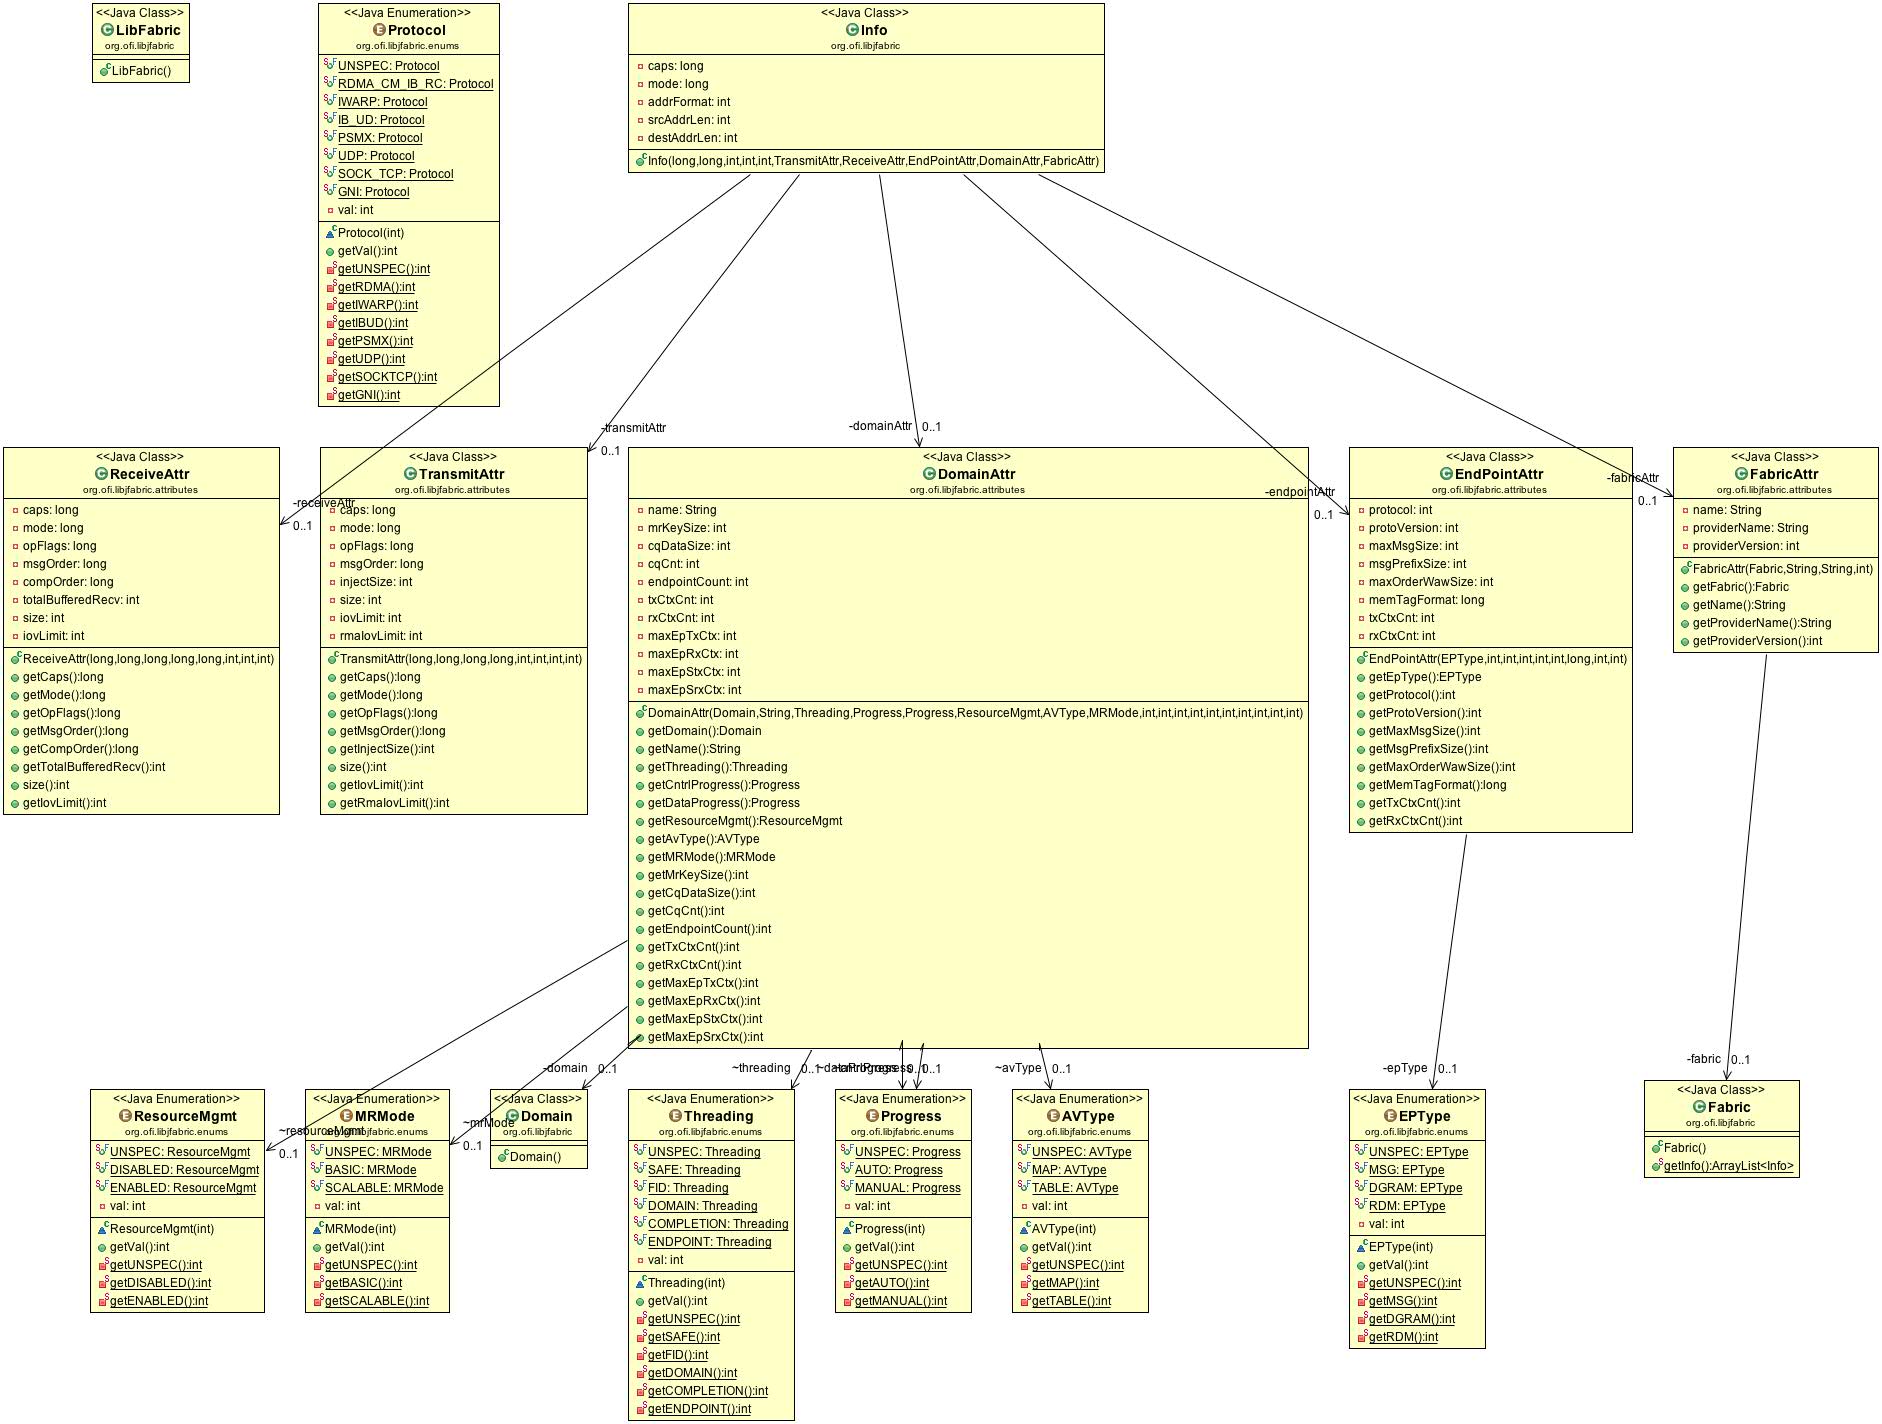 <<Java Class>>
LibFabric
org.ofi.libjfabric
LibFabric()
<<Java Enumeration>>
Protocol
org.ofi.libjfabric.enums
UNSPEC: Protocol
RDMA_CM_IB_RC: Protocol
IWARP: Protocol
IB_UD: Protocol
PSMX: Protocol
UDP: Protocol
SOCK_TCP: Protocol
GNI: Protocol
val: int
Protocol(int)
getVal():int
getUNSPEC():int
getRDMA():int
getIWARP():int
getIBUD():int
getPSMX():int
getUDP():int
getSOCKTCP():int
getGNI():int
<<Java Class>>
Info
org.ofi.libjfabric
caps: long
mode: long
addrFormat: int
srcAddrLen: int
destAddrLen: int
Info(long,long,int,int,int,TransmitAttr,ReceiveAttr,EndPointAttr,DomainAttr,FabricAttr)
-receiveAttr
0..1
-transmitAttr
0..1
-domainAttr
0..1
-endpointAttr
0..1
-fabricAttr
0..1
<<Java Class>>
ReceiveAttr
org.ofi.libjfabric.attributes
caps: long
mode: long
opFlags: long
msgOrder: long
compOrder: long
totalBufferedRecv: int
size: int
iovLimit: int
ReceiveAttr(long,long,long,long,long,int,int,int)
getCaps():long
getMode():long
getOpFlags():long
getMsgOrder():long
getCompOrder():long
getTotalBufferedRecv():int
size():int
getIovLimit():int
<<Java Class>>
TransmitAttr
org.ofi.libjfabric.attributes
caps: long
mode: long
opFlags: long
msgOrder: long
injectSize: int
size: int
iovLimit: int
rmaIovLimit: int
TransmitAttr(long,long,long,long,int,int,int,int)
getCaps():long
getMode():long
getOpFlags():long
getMsgOrder():long
getInjectSize():int
size():int
getIovLimit():int
getRmaIovLimit():int
<<Java Class>>
DomainAttr
org.ofi.libjfabric.attributes
name: String
mrKeySize: int
cqDataSize: int
cqCnt: int
endpointCount: int
txCtxCnt: int
rxCtxCnt: int
maxEpTxCtx: int
maxEpRxCtx: int
maxEpStxCtx: int
maxEpSrxCtx: int
DomainAttr(Domain,String,Threading,Progress,Progress,ResourceMgmt,AVType,MRMode,int,int,int,int,int,int,int,int,int,int)
getDomain():Domain
getName():String
getThreading():Threading
getCntrlProgress():Progress
getDataProgress():Progress
getResourceMgmt():ResourceMgmt
getAvType():AVType
getMRMode():MRMode
getMrKeySize():int
getCqDataSize():int
getCqCnt():int
getEndpointCount():int
getTxCtxCnt():int
getRxCtxCnt():int
getMaxEpTxCtx():int
getMaxEpRxCtx():int
getMaxEpStxCtx():int
getMaxEpSrxCtx():int
<<Java Class>>
EndPointAttr
org.ofi.libjfabric.attributes
protocol: int
protoVersion: int
maxMsgSize: int
msgPrefixSize: int
maxOrderWawSize: int
memTagFormat: long
txCtxCnt: int
rxCtxCnt: int
EndPointAttr(EPType,int,int,int,int,int,long,int,int)
getEpType():EPType
getProtocol():int
getProtoVersion():int
getMaxMsgSize():int
getMsgPrefixSize():int
getMaxOrderWawSize():int
getMemTagFormat():long
getTxCtxCnt():int
getRxCtxCnt():int
<<Java Class>>
FabricAttr
org.ofi.libjfabric.attributes
name: String
providerName: String
providerVersion: int
FabricAttr(Fabric,String,String,int)
getFabric():Fabric
getName():String
getProviderName():String
getProviderVersion():int
~resourceMgmt
0..1
~mrMode
0..1
-domain
0..1
~threading
0..1
0..1
~avType
0..1
-epType
0..1
-fabric
0..1
<<Java Enumeration>>
ResourceMgmt
org.ofi.libjfabric.enums
UNSPEC: ResourceMgmt
DISABLED: ResourceMgmt
ENABLED: ResourceMgmt
val: int
ResourceMgmt(int)
getVal():int
getUNSPEC():int
getDISABLED():int
getENABLED():int
<<Java Enumeration>>
MRMode
org.ofi.libjfabric.enums
UNSPEC: MRMode
BASIC: MRMode
SCALABLE: MRMode
val: int
MRMode(int)
getVal():int
getUNSPEC():int
getBASIC():int
getSCALABLE():int
<<Java Class>>
Domain
org.ofi.libjfabric
Domain()
<<Java Enumeration>>
Threading
org.ofi.libjfabric.enums
UNSPEC: Threading
SAFE: Threading
FID: Threading
DOMAIN: Threading
COMPLETION: Threading
ENDPOINT: Threading
val: int
Threading(int)
getVal():int
getUNSPEC():int
getSAFE():int
getFID():int
getDOMAIN():int
getCOMPLETION():int
getENDPOINT():int
<<Java Enumeration>>
Progress
org.ofi.libjfabric.enums
UNSPEC: Progress
AUTO: Progress
MANUAL: Progress
val: int
Progress(int)
getVal():int
getUNSPEC():int
getAUTO():int
getMANUAL():int
<<Java Enumeration>>
AVType
org.ofi.libjfabric.enums
UNSPEC: AVType
MAP: AVType
TABLE: AVType
val: int
AVType(int)
getVal():int
getUNSPEC():int
getMAP():int
getTABLE():int
<<Java Enumeration>>
EPType
org.ofi.libjfabric.enums
UNSPEC: EPType
MSG: EPType
DGRAM: EPType
RDM: EPType
val: int
EPType(int)
getVal():int
getUNSPEC():int
getMSG():int
getDGRAM():int
getRDM():int
<<Java Class>>
Fabric
org.ofi.libjfabric
Fabric()
getInfo():ArrayList<Info>